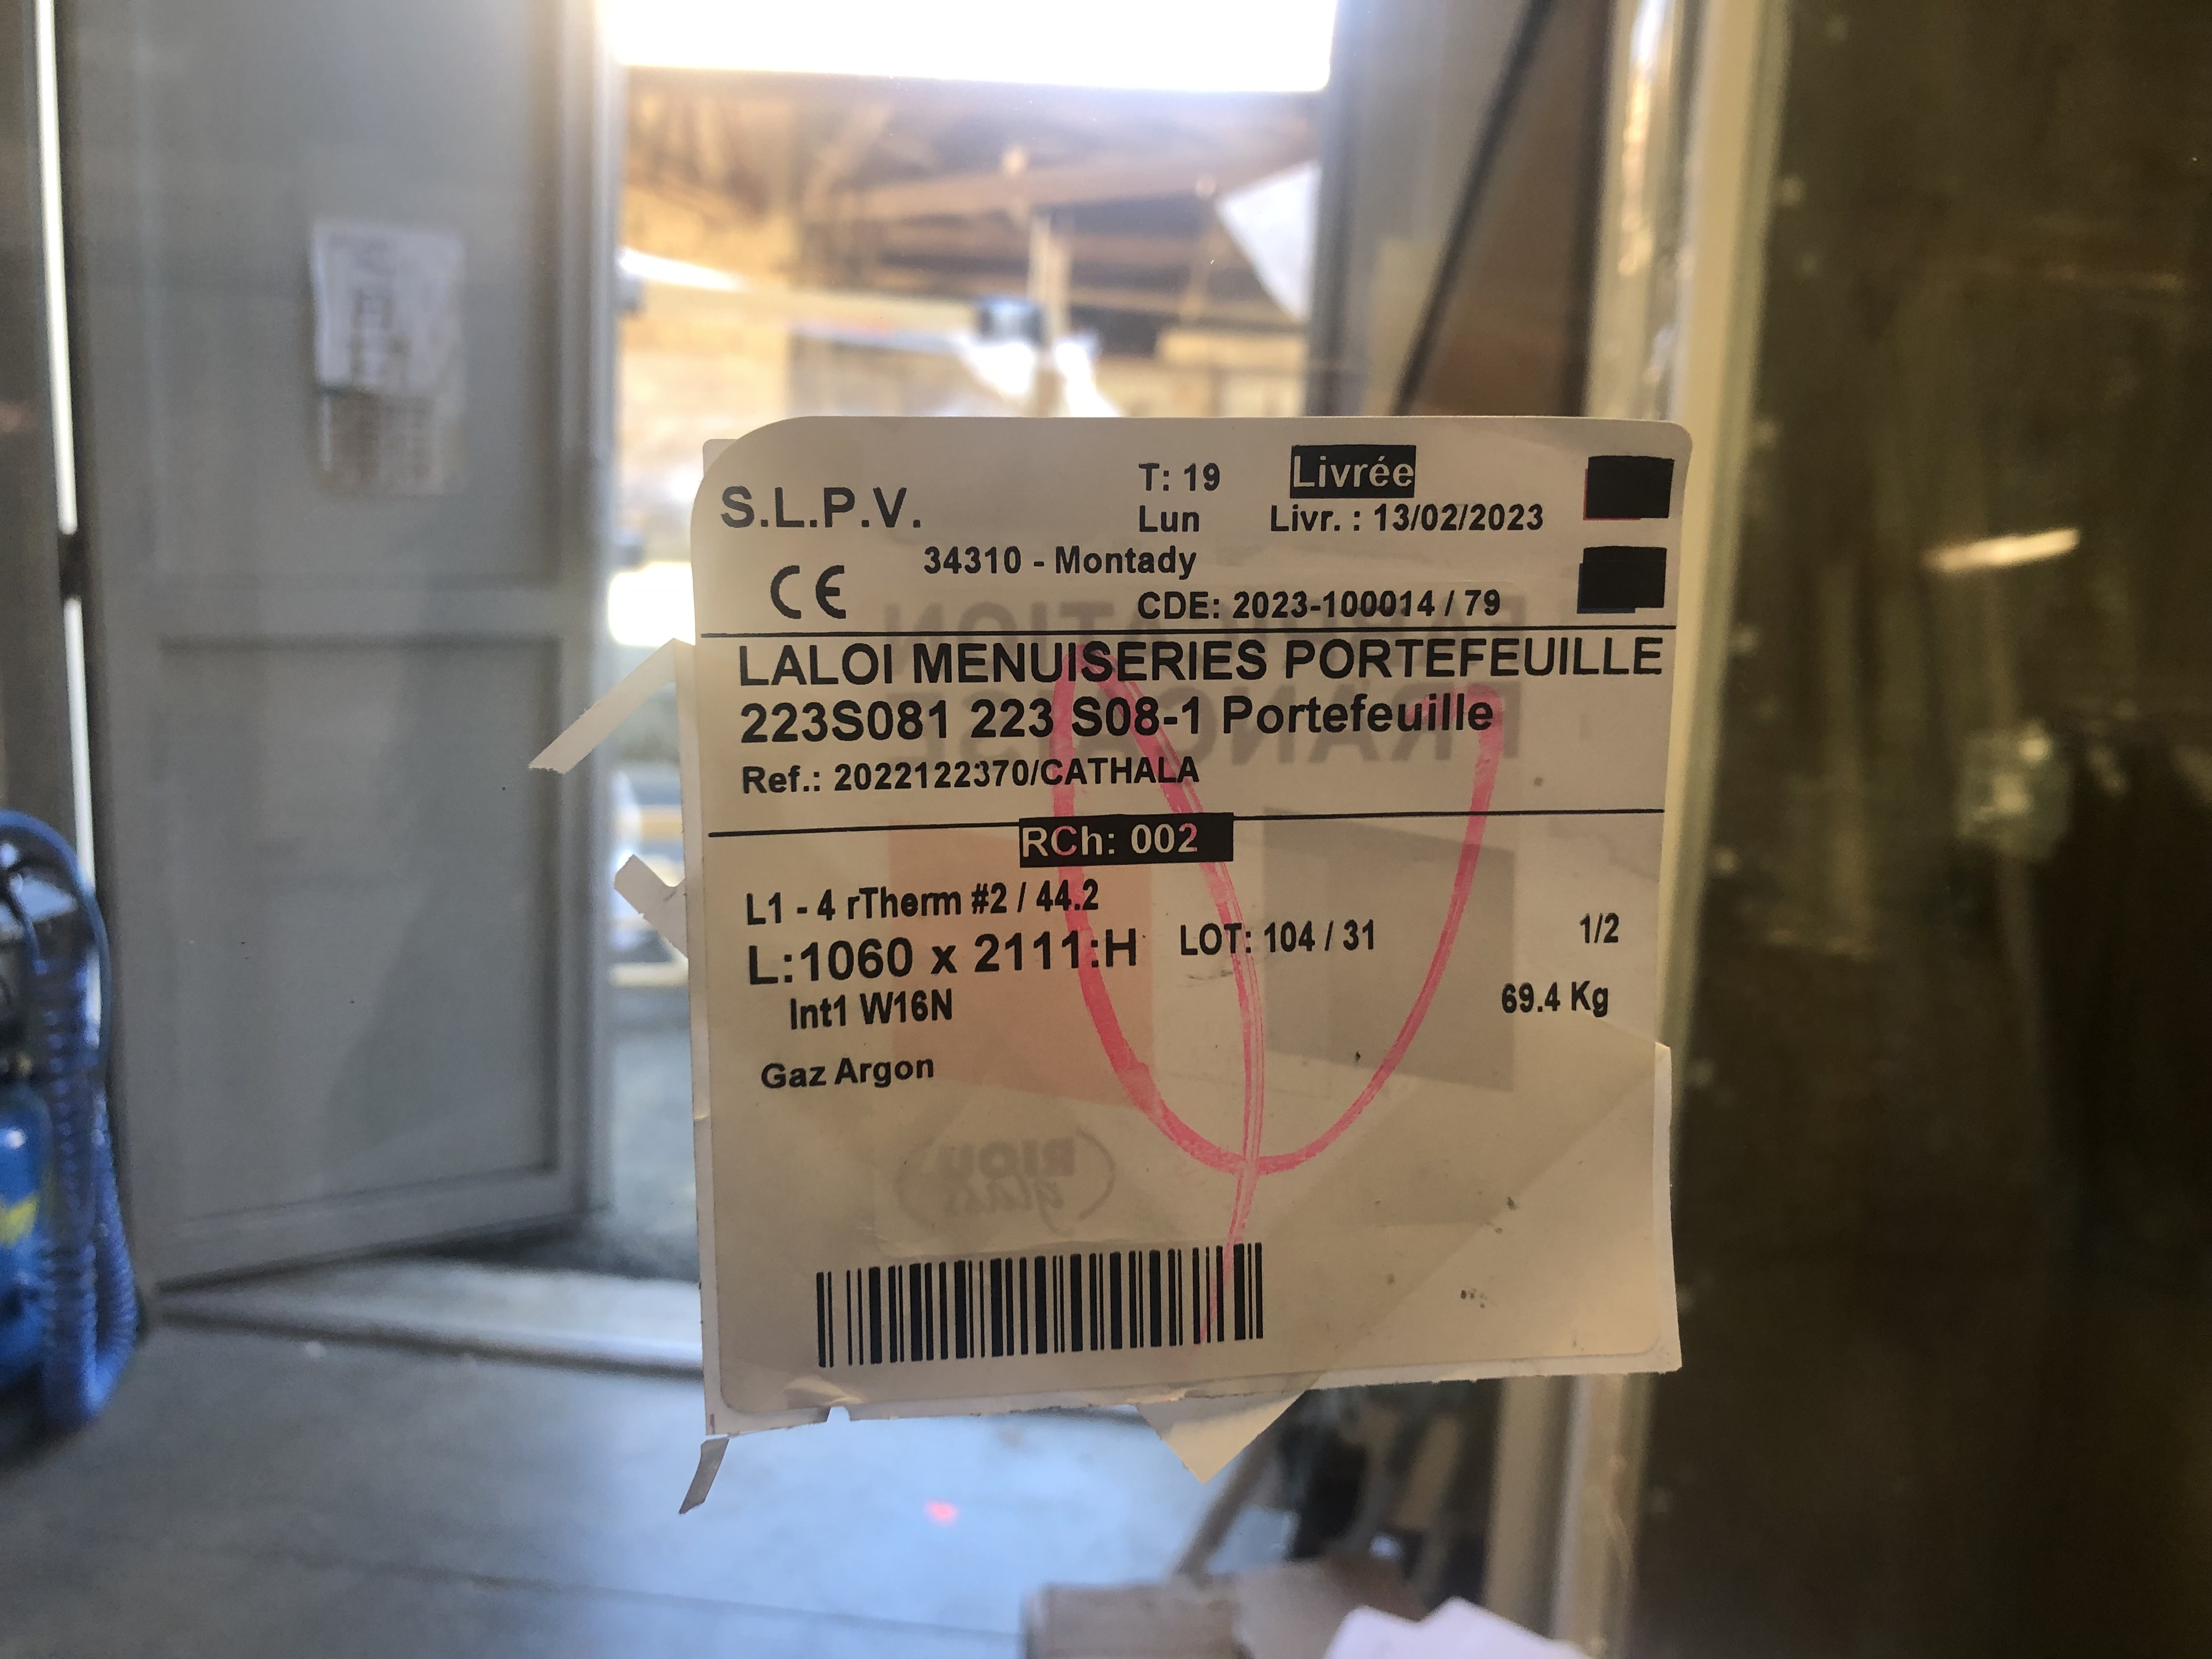 S.L.P.V.
T: 19
Livrée
Lun
Livr. : 13/02/2023
34310 - Montady
CE
CDE: 2023-100014 / 79
LALOI MENUISERIES PORTEFEUILLE
223S081 223 S08-1 Portefeuille
Ref.: 2022122370/CATHALA
RCh: 002
L1 - 4 rTherm #2 / 44.2
L:1060 x 2111:H
LOT: 104 / 31
1/2
Int1 W16N
69.4 Kg
Gaz Argon
RIOU
glass